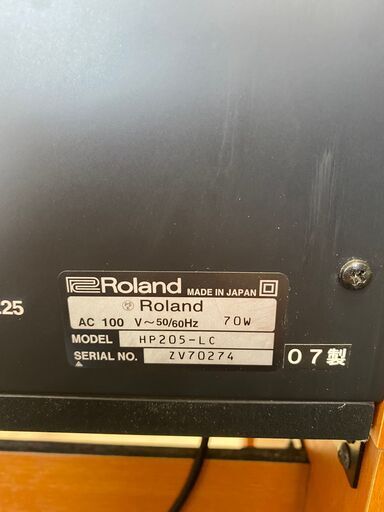 .25
Roland MADE IN JAPAN
Roland
AC 100 V～50/60Hz 70W
MODEL HP205-LC
SERIAL NO. ZV70274
07製